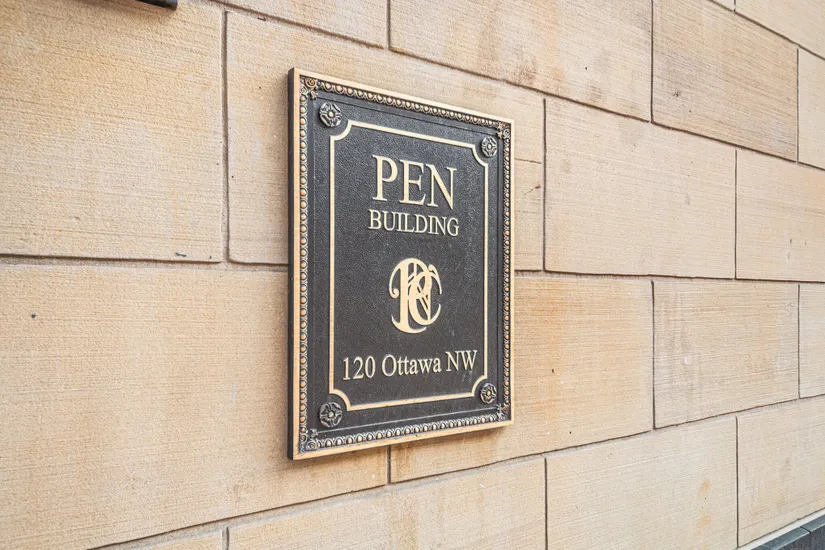 PEN
BUILDING
120 Ottawa NW